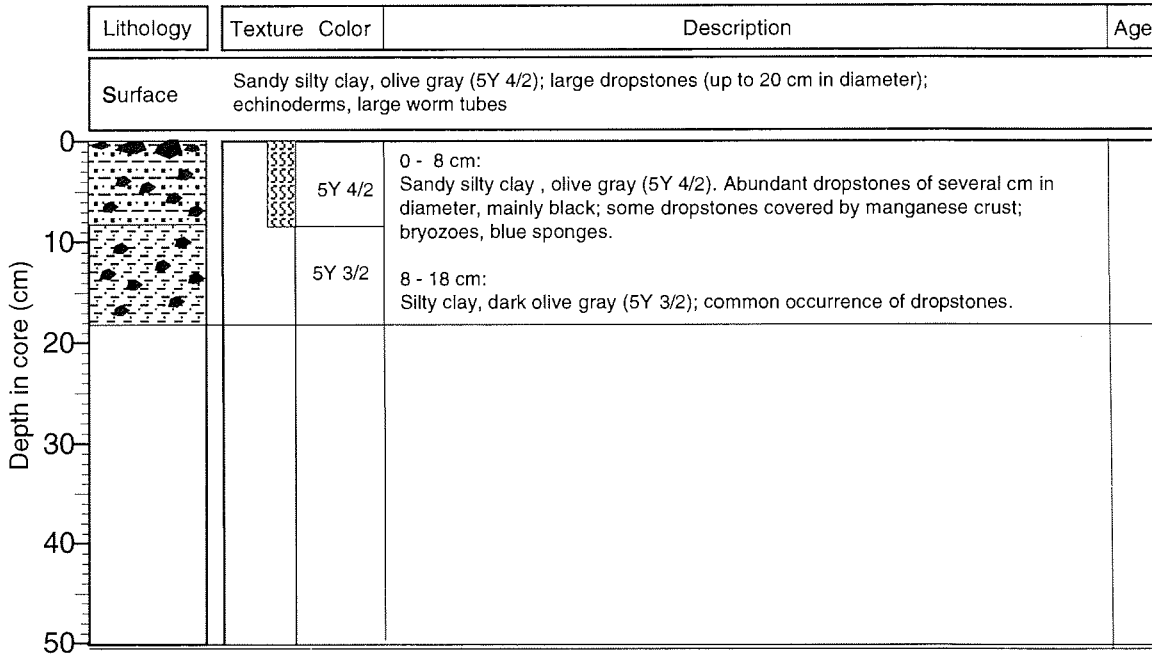 Lithology Texture Color Description Age
Surface
Sandy silty clay, olive gray (5Y 4/2); large dropstones (up to 20 cm in diameter);
echinoderms, large worm tubes
Depth in core (cm)
0
10
20
30
40
50
5Y 4/2
5Y 3/2
0 - 8 cm:
Sandy silty clay , olive gray (5Y 4/2). Abundant dropstones of several cm in
diameter, mainly black; some dropstones covered by manganese crust;
bryozoes, blue sponges.
8 - 18 cm:
Silty clay, dark olive gray (5Y 3/2); common occurrence of dropstones.